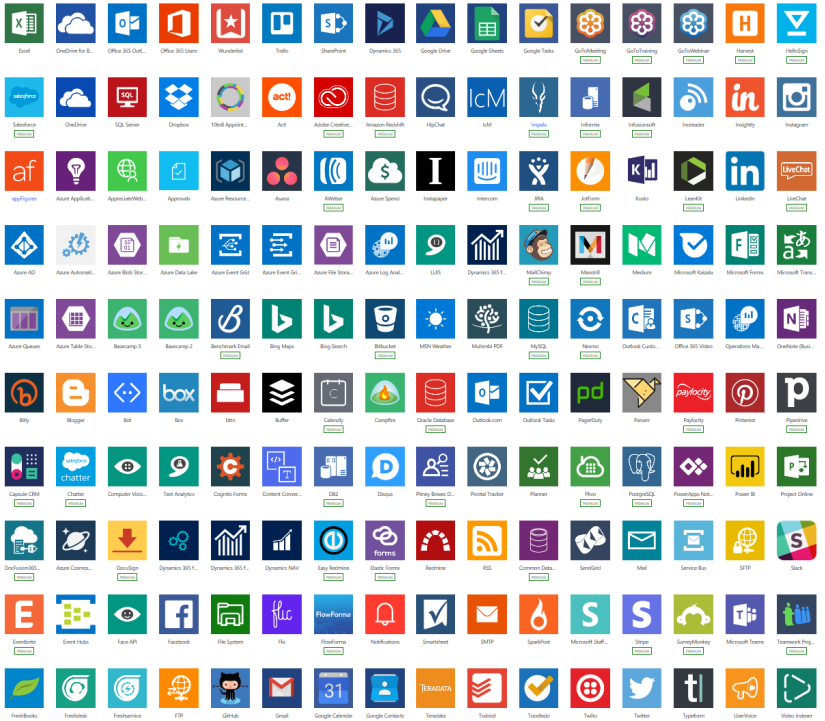 Excel
OneDrive for B...
Office 365 Outl...
Office 365 Users
Wunderlist
Trello
SharePoint
Dynamics 365
Google Drive
Google Sheets
Google Tasks
GoToMeeting
PREMIUM
GoToTraining
PREMIUM
GoToWebinar
PREMIUM
H
Harvest
HelloSign
PREMIUM
salesforce
Salesforce
PREMIUM
OneDrive
SQL
SQL Server
Dropbox
10to8 Appoint...
act!
Act!
Adobe Creative...
PREMIUM
Amazon Redshift
PREMIUM
HipChat
IcM
IcM
Impala
PREMIUM
Informix
PREMIUM
Infusionsoft
PREMIUM
Inoreader
in
Insightly
Instagram
af
appFigures
Azure Applicati...
AppreciateWeb...
Approvals
Azure Resource...
Asana
AWeber
Azure Spend
I
Instapaper
Intercom
JIRA
PREMIUM
JotForm
PREMIUM
K
Kusto
LeanKit
PREMIUM
in
LinkedIn
LiveChat
LiveChat
PREMIUM
Azure AD
Azure Automati...
10
01
Azure Blob Stor...
Azure Data Lake
Azure Event Grid
Azure Event Gri...
Azure File Stora...
Azure Log Anal...
LUIS
Dynamics 365 f...
MailChimp
PREMIUM
Mandrill
PREMIUM
Medium
Microsoft Kaizala
F
Microsoft Forms
a
Microsoft Trans...
Azure Queues
Azure Table Sto...
Basecamp 3
Basecamp 2
B
Benchmark Email
PREMIUM
Bing Maps
Bing Search
Bitbucket
PREMIUM
MSN Weather
Muhimbi PDF
MySQL
PREMIUM
Nexmo
PREMIUM
Outlook Custo...
Office 365 Video
Operations Ma...
N
OneNote (Busi...
b
Bitly
Blogger
Bot
box
Box
bttn
Buffer
C
Calendly
PREMIUM
Campfire
Oracle Database
PREMIUM
Outlook.com
Outlook Tasks
pd
PagerDuty
Parserr
paylocity
Paylocity
PREMIUM
Pinterest
p
Pipedrive
PREMIUM
Capsule CRM
PREMIUM
salesforce
chatter
Chatter
PREMIUM
Computer Visio...
Text Analytics
C
Cognito Forms
T
Content Conver...
DB2
PREMIUM
D
Disqus
Pitney Bowes D...
PREMIUM
Pivotal Tracker
Planner
Plivo
PREMIUM
PostgreSQL
PREMIUM
PowerApps Not...
PREMIUM
Power BI
P
Project Online
DocFusion365...
PREMIUM
Azure Cosmos...
DocuSign
PREMIUM
Dynamics 365 f...
Dynamics 365 f...
Dynamics NAV
e
Easy Redmine
PREMIUM
forms
Elastic Forms
PREMIUM
Redmine
RSS
Common Data...
PREMIUM
SendGrid
Mail
Service Bus
SFTP
S
Slack
E
Eventbrite
PREMIUM
Event Hubs
Face API
f
Facebook
File System
flic
Flic
FlowForma
FlowForma
PREMIUM
Notifications
Smartsheet
SMTP
SparkPost
S
Microsoft Staff...
S
Stripe
PREMIUM
SurveyMonkey
PREMIUM
Microsoft Teams
Teamwork Proj...
PREMIUM
FreshBooks
Freshdesk
Freshservice
FTP
GitHub
Gmail
31
Google Calendar
Google Contacts
TERADATA
Teradata
Todoist
Toodledo
Twilio
Twitter
t
Typeform
UserVoice
Video Indexer